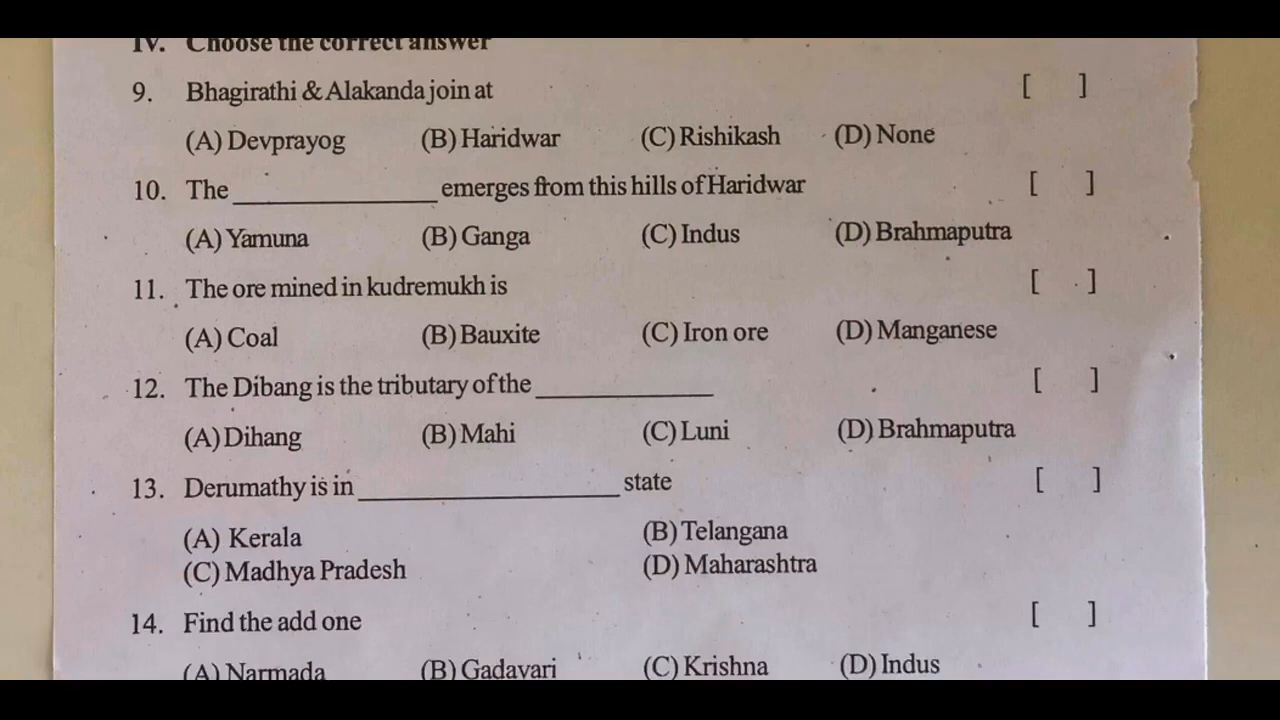 IV. Choose the correct answer
9. Bhagirathi & Alakanda join at [ ]
(A) Devprayog (B) Haridwar (C) Rishikash (D) None
10. The ____________ emerges from this hills of Haridwar [ ]
(A) Yamuna (B) Ganga (C) Indus (D) Brahmaputra
11. The ore mined in kudremukh is [ ]
(A) Coal (B) Bauxite (C) Iron ore (D) Manganese
12. The Dibang is the tributary of the ____________ [ ]
(A) Dihang (B) Mahi (C) Luni (D) Brahmaputra
13. Derumathy is in ____________ state [ ]
(A) Kerala (B) Telangana
(C) Madhya Pradesh (D) Maharashtra
14. Find the add one [ ]
(A) Narmada (B) Gadavari (C) Krishna (D) Indus